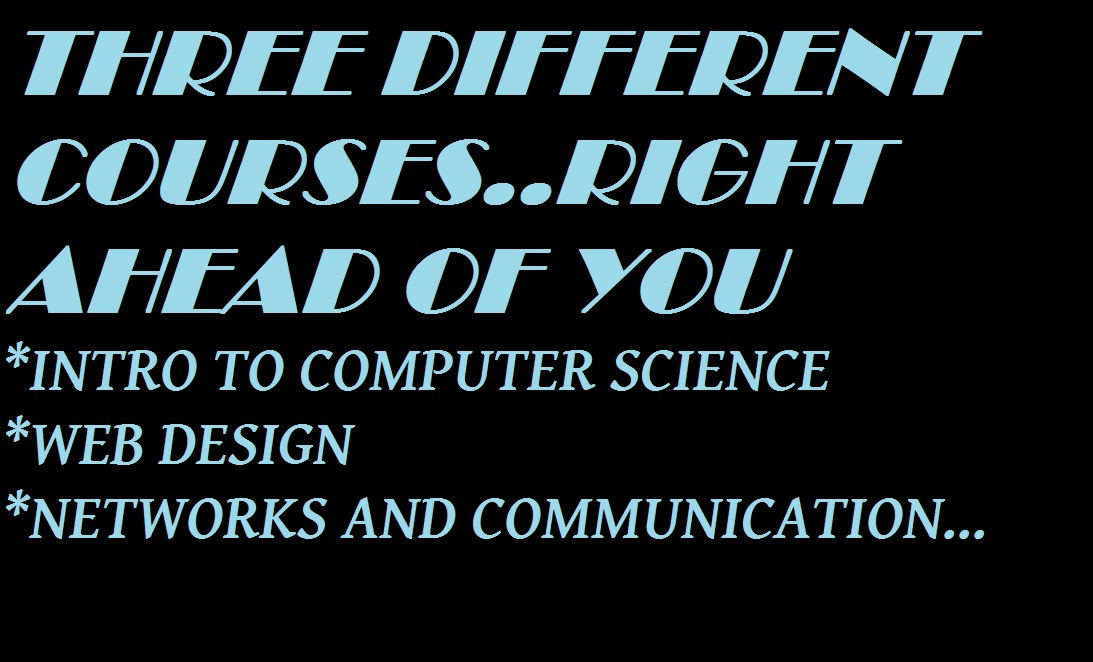 THREE DIFFERENT
COURSES..RIGHT
AHEAD OF YOU
*INTRO TO COMPUTER SCIENCE
*WEB DESIGN
*NETWORKS AND COMMUNICATION...